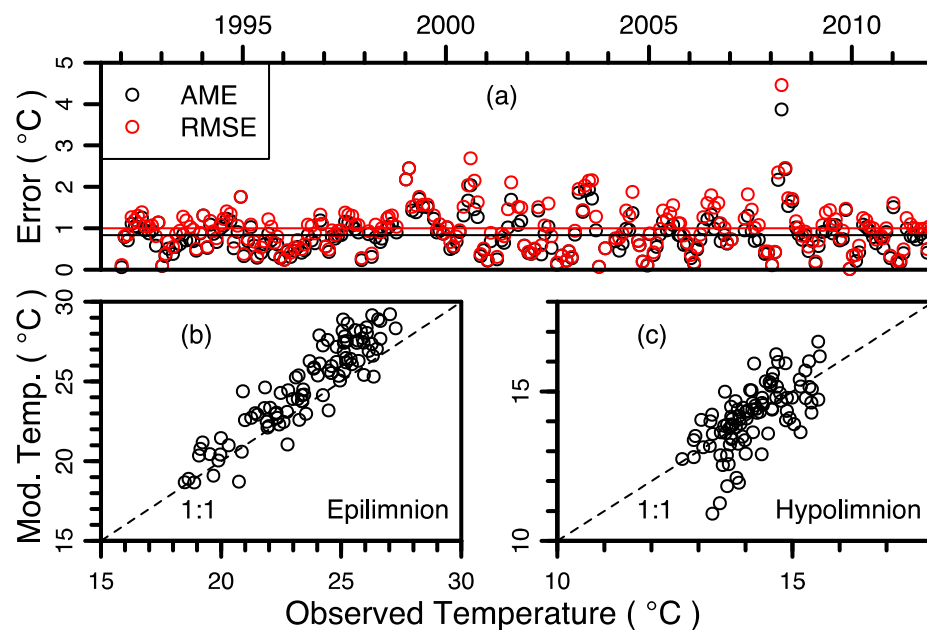 1995 2000 2005 2010
0 1 2 3 4 5
Error ( °C )
AME
RMSE
(a)
15 20 25 30
Mod. Temp. ( °C )
(b)
1:1 Epilimnion
15 20 25 30
10 15
(c)
1:1 Hypolimnion
10 15
Observed Temperature ( °C )